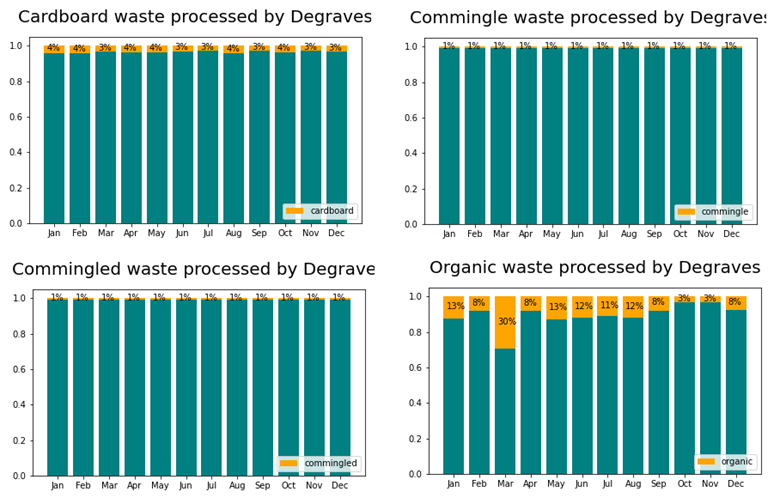 Cardboard waste processed by Degraves
1.0
0.8
0.6
0.4
0.2
0.0
4% 4% 3% 4% 4% 3% 3% 4% 3% 4% 3% 3%
cardboard
Jan Feb Mar Apr May Jun Jul Aug Sep Oct Nov Dec
Commingle waste processed by Degraves
1.0
0.8
0.6
0.4
0.2
0.0
1% 1% 1% 1% 1% 1% 1% 1% 1% 1% 1% 1%
commingle
Jan Feb Mar Apr May Jun Jul Aug Sep Oct Nov Dec
Commingled waste processed by Degrave
1.0
0.8
0.6
0.4
0.2
0.0
1% 1% 1% 1% 1% 1% 1% 1% 1% 1% 1% 1%
commingled
Jan Feb Mar Apr May Jun Jul Aug Sep Oct Nov Dec
Organic waste processed by Degraves
1.0
0.8
0.6
0.4
0.2
0.0
13% 8% 30% 8% 13% 12% 11% 12% 8% 3% 3% 8%
organic
Jan Feb Mar Apr May Jun Jul Aug Sep Oct Nov Dec